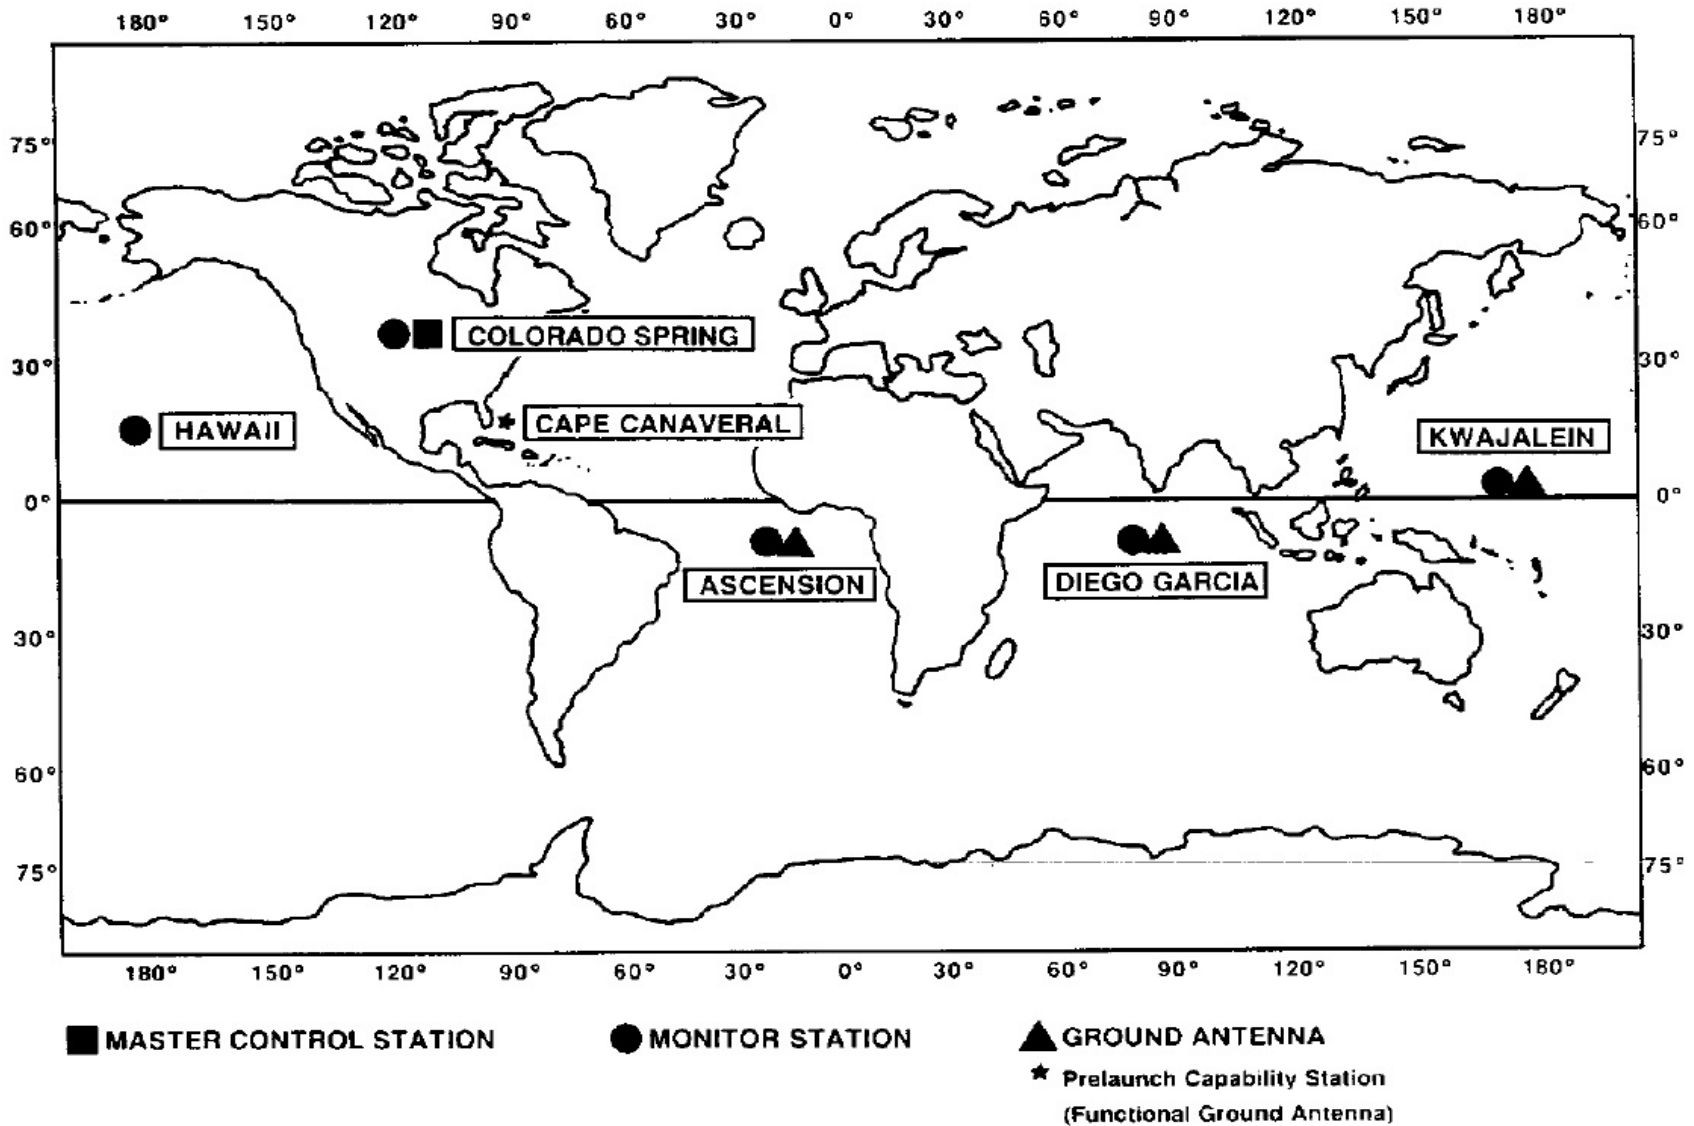 180° 150° 120° 90° 60° 30° 0° 30° 60° 90° 120° 150° 180°
75° 75°
60° 60°
COLORADO SPRING
30° 30°
HAWAII
CAPE CANAVERAL
KWAJALEIN
0° 0°
ASCENSION
DIEGO GARCIA
30° 30°
60° 60°
75° 75°
180° 150° 120° 90° 60° 30° 0° 30° 60° 90° 120° 150° 180°
MASTER CONTROL STATION
MONITOR STATION
GROUND ANTENNA
Prelaunch Capability Station
(Functional Ground Antenna)